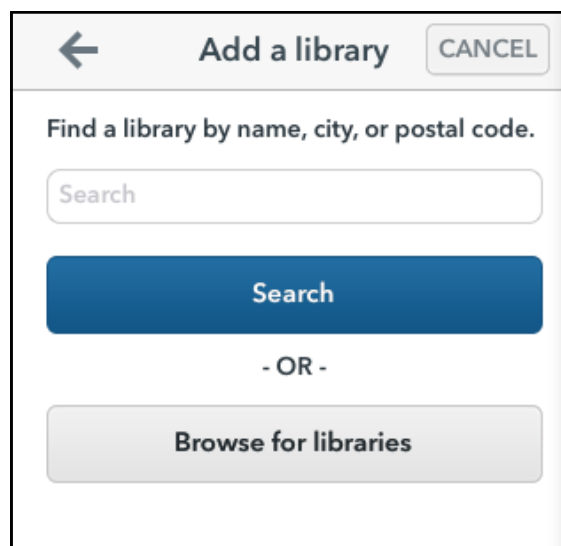 Add a library
CANCEL
Find a library by name, city, or postal code.
Search
Search
- OR -
Browse for libraries